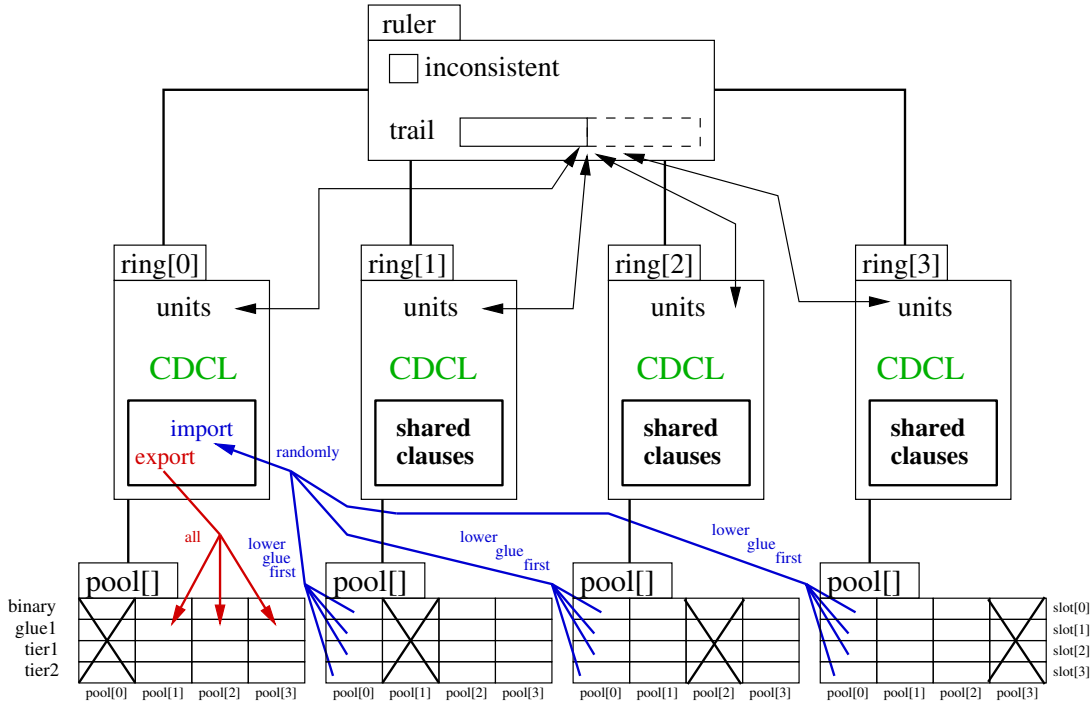 ruler
inconsistent
trail
ring[0]
ring[1]
ring[2]
ring[3]
units
units
units
units
CDCL
CDCL
CDCL
CDCL
import
export
shared
clauses
shared
clauses
shared
clauses
randomly
all
lower
glue
first
lower
glue
first
lower
glue
first
pool[]
pool[]
pool[]
pool[]
binary
glue1
tier1
tier2
slot[0]
slot[1]
slot[2]
slot[3]
pool[0] pool[1] pool[2] pool[3]
pool[0] pool[1] pool[2] pool[3]
pool[0] pool[1] pool[2] pool[3]
pool[0] pool[1] pool[2] pool[3]